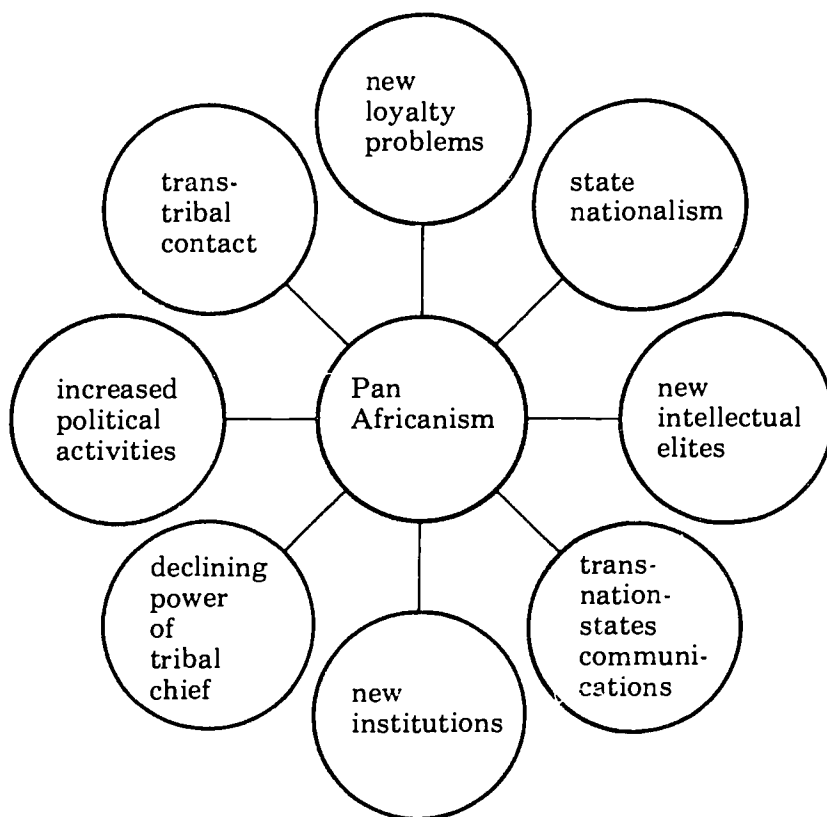 new
loyalty
problems
trans-
tribal
contact
state
nationalism
increased
political
activities
Pan
Africanism
new
intellectual
elites
declining
power
of
tribal
chief
trans-
nation-
states
communi-
cations
new
institutions